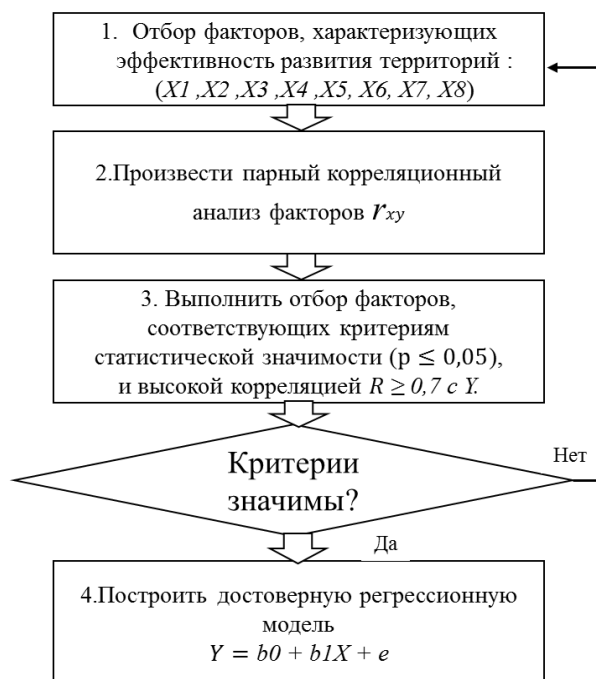 1. Отбор факторов, характеризующих
эффективность развития территорий :
(X1 ,X2 ,X3 ,X4 ,X5, X6, X7, X8)
2.Произвести парный корреляционный
анализ факторов rxy
3. Выполнить отбор факторов,
соответствующих критериям
статистической значимости (p ≤ 0,05),
и высокой корреляцией R ≥ 0,7 с Y.
Критерии
значимы?
Нет
Да
4.Построить достоверную регрессионную
модель
Y = b0 + b1X + e